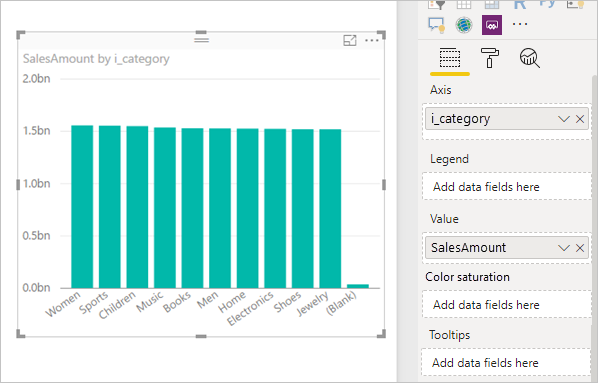 R
Py
SalesAmount by i_category
2.0bn
1.5bn
1.0bn
0.5bn
0.0bn
Women
Sports
Children
Music
Books
Men
Home
Electronics
Shoes
Jewelry
(Blank)
Axis
i_category
Legend
Add data fields here
Value
SalesAmount
Color saturation
Add data fields here
Tooltips
Add data fields here